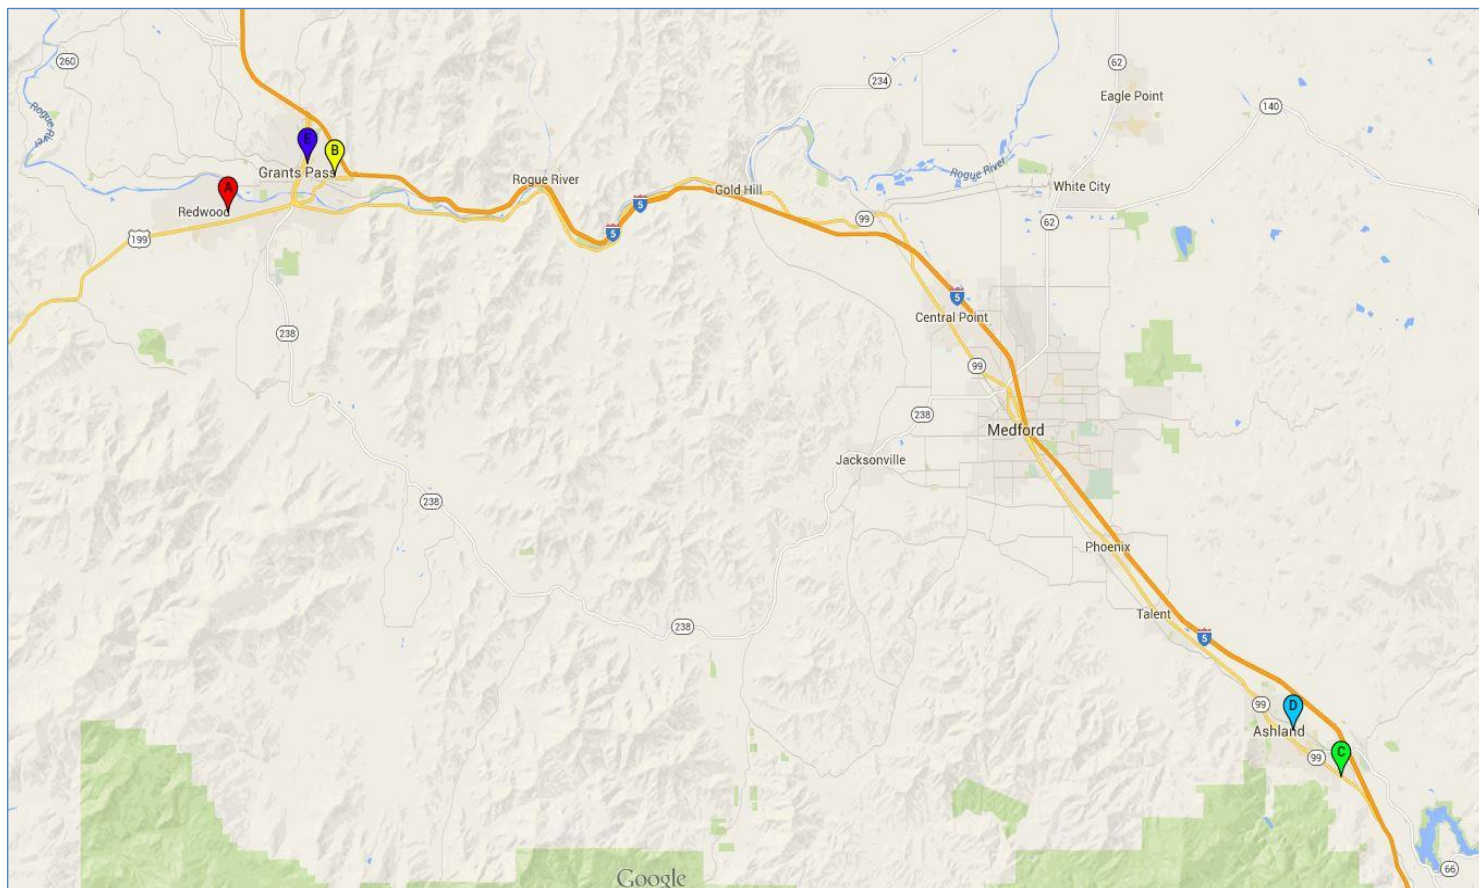 260
62
234
Eagle Point
140
Rogue River
E
B
Grants Pass
Rogue River
A
Rogue River
Gold Hill
White City
Redwood
5
99
62
199
5
5
238
Central Point
99
238
Medford
Jacksonville
238
Phoenix
Talent
238
5
99
D
Ashland
C
99
Google
66